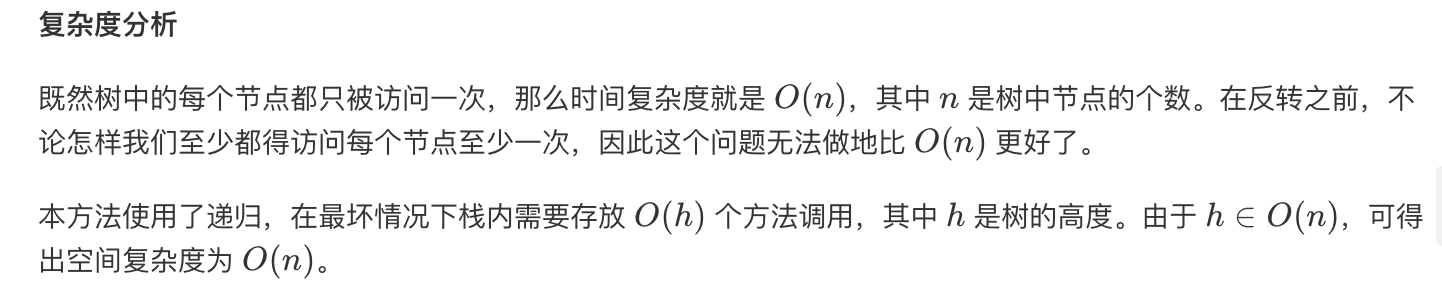 复杂度分析
既然树中的每个节点都只被访问一次，那么时间复杂度就是 O(n)，其中 n 是树中节点的个数。在反转之前，不
论怎样我们至少都得访问每个节点至少一次，因此这个问题无法做地比 O(n) 更好了。
本方法使用了递归，在最坏情况下栈内需要存放 O(h) 个方法调用，其中 h 是树的高度。由于 h ∈ O(n)，可得
出空间复杂度为 O(n)。